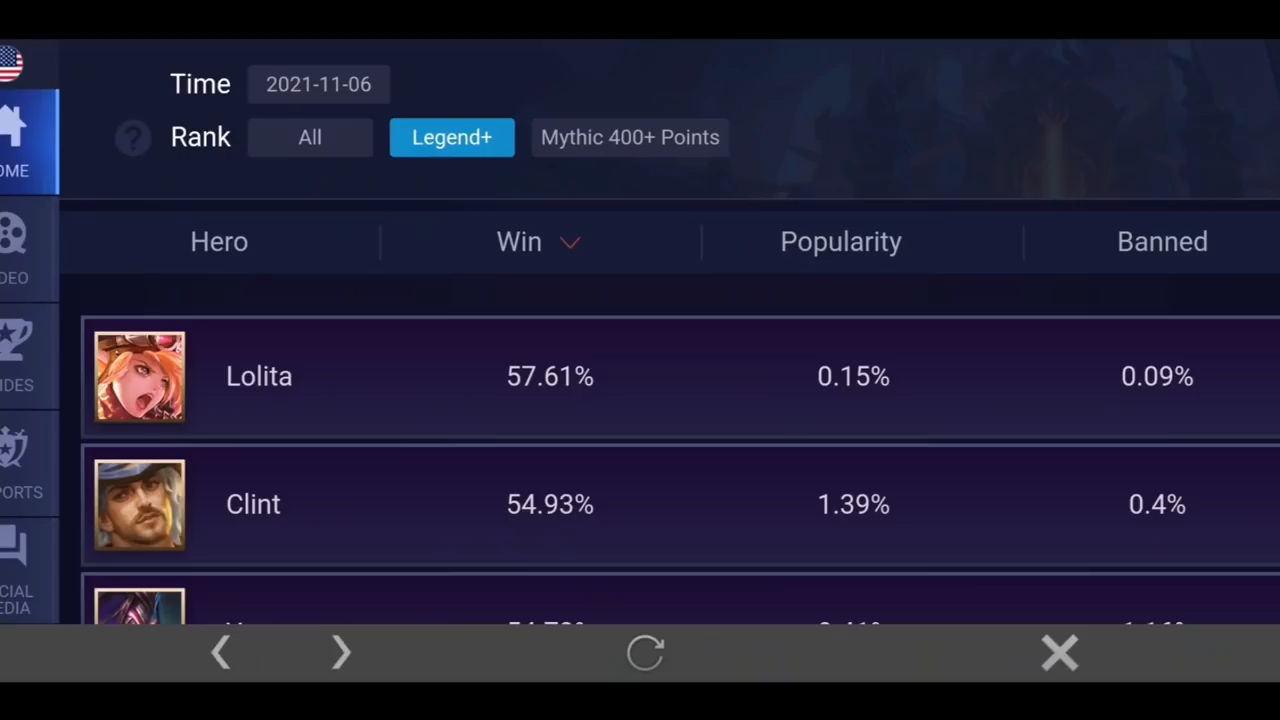 Time 2021-11-06
? Rank All Legend+ Mythic 400+ Points
OME
Hero Win Popularity Banned
DEO
Lolita 57.61% 0.15% 0.09%
IDES
Clint 54.93% 1.39% 0.4%
PORTS
CIAL
EDIA